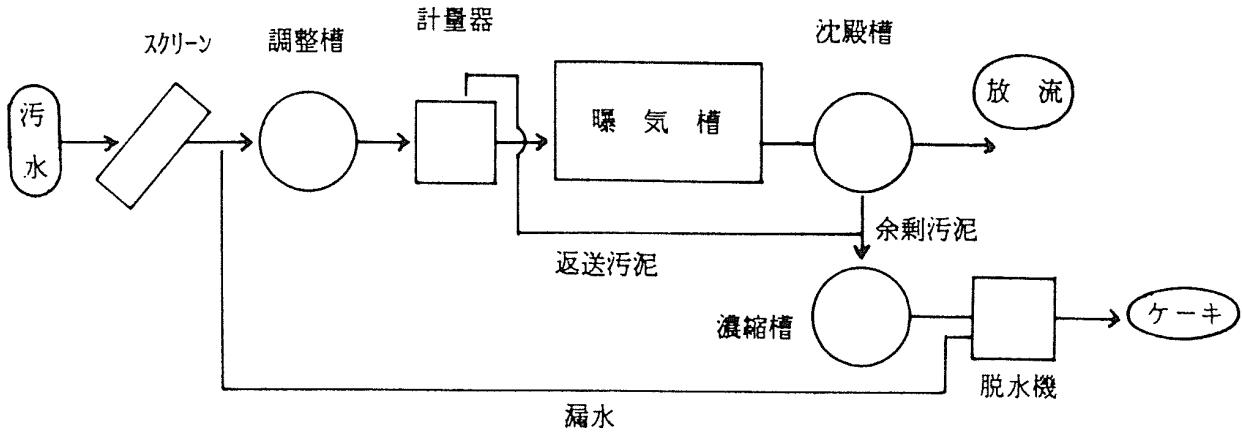 計量器
スクリーン
調整槽
沈殿槽
汚水
曝気槽
放流
余剰汚泥
返送汚泥
濃縮槽
ケーキ
脱水機
漏水